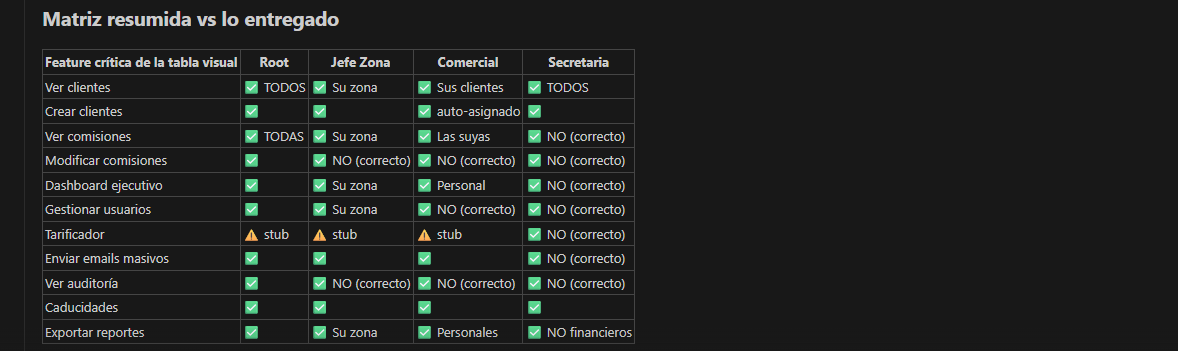 Matriz resumida vs lo entregado
Feature crítica de la tabla visual Root Jefe Zona Comercial Secretaria
Ver clientes ✅ TODOS ✅ Su zona ✅ Sus clientes ✅ TODOS
Crear clientes ✅ ✅ ✅ auto-asignado ✅
Ver comisiones ✅ TODAS ✅ Su zona ✅ Las suyas ✅ NO (correcto)
Modificar comisiones ✅ ✅ NO (correcto) ✅ NO (correcto) ✅ NO (correcto)
Dashboard ejecutivo ✅ ✅ Su zona ✅ Personal ✅ NO (correcto)
Gestionar usuarios ✅ ✅ Su zona ✅ NO (correcto) ✅ NO (correcto)
Tarificador ⚠️ stub ⚠️ stub ⚠️ stub ✅ NO (correcto)
Enviar emails masivos ✅ ✅ ✅ ✅ NO (correcto)
Ver auditoría ✅ ✅ NO (correcto) ✅ NO (correcto) ✅ NO (correcto)
Caducidades ✅ ✅ ✅ ✅
Exportar reportes ✅ ✅ Su zona ✅ Personales ✅ NO financieros